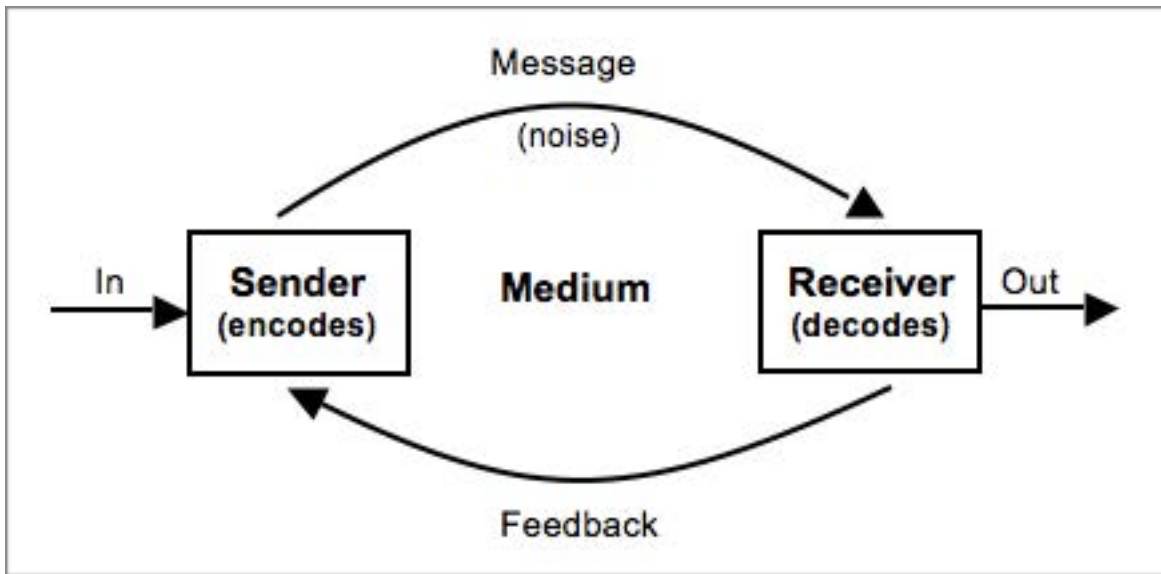 Message
(noise)
In
Sender
(encodes)
Medium
Receiver
(decodes)
Out
Feedback